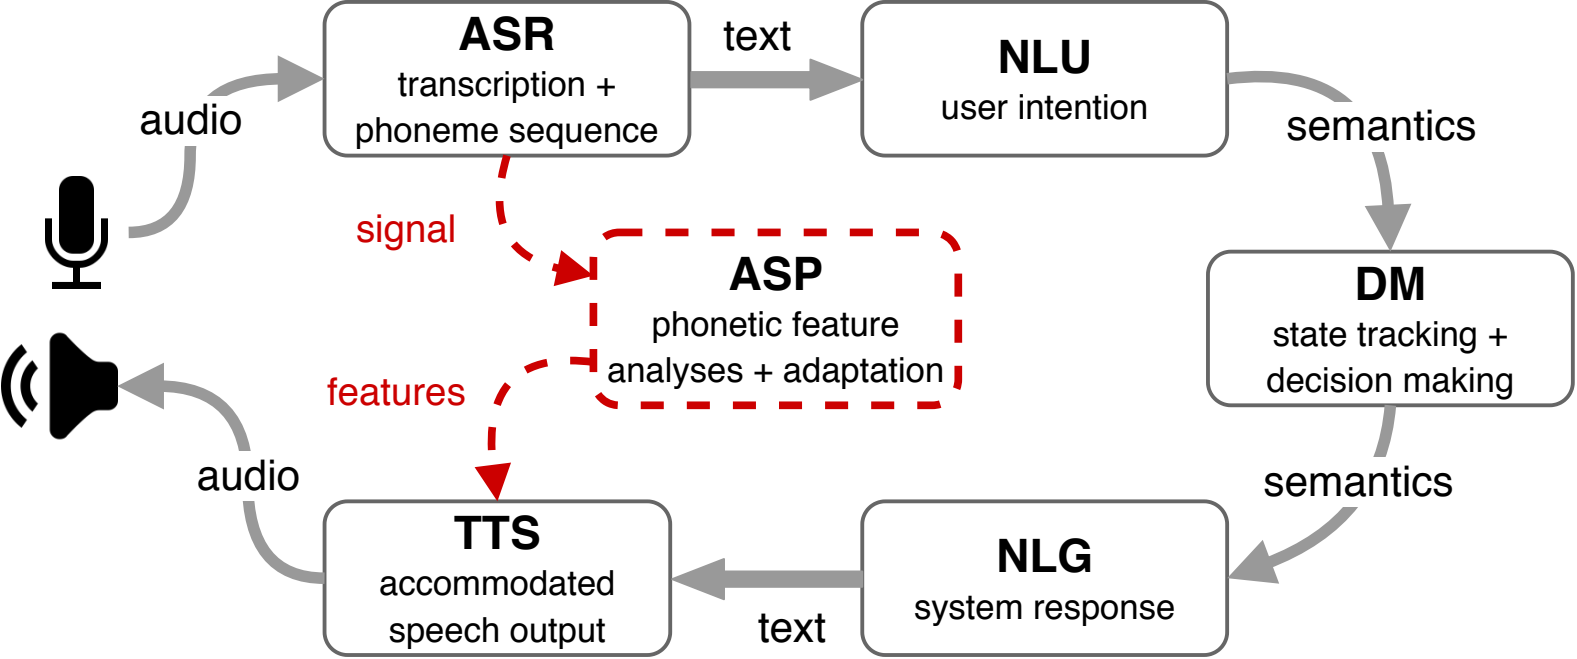 ASR
transcription +
phoneme sequence
text
NLU
user intention
audio
semantics
signal
ASP
phonetic feature
analyses + adaptation
DM
state tracking +
decision making
features
audio
semantics
TTS
accommodated
speech output
text
NLG
system response